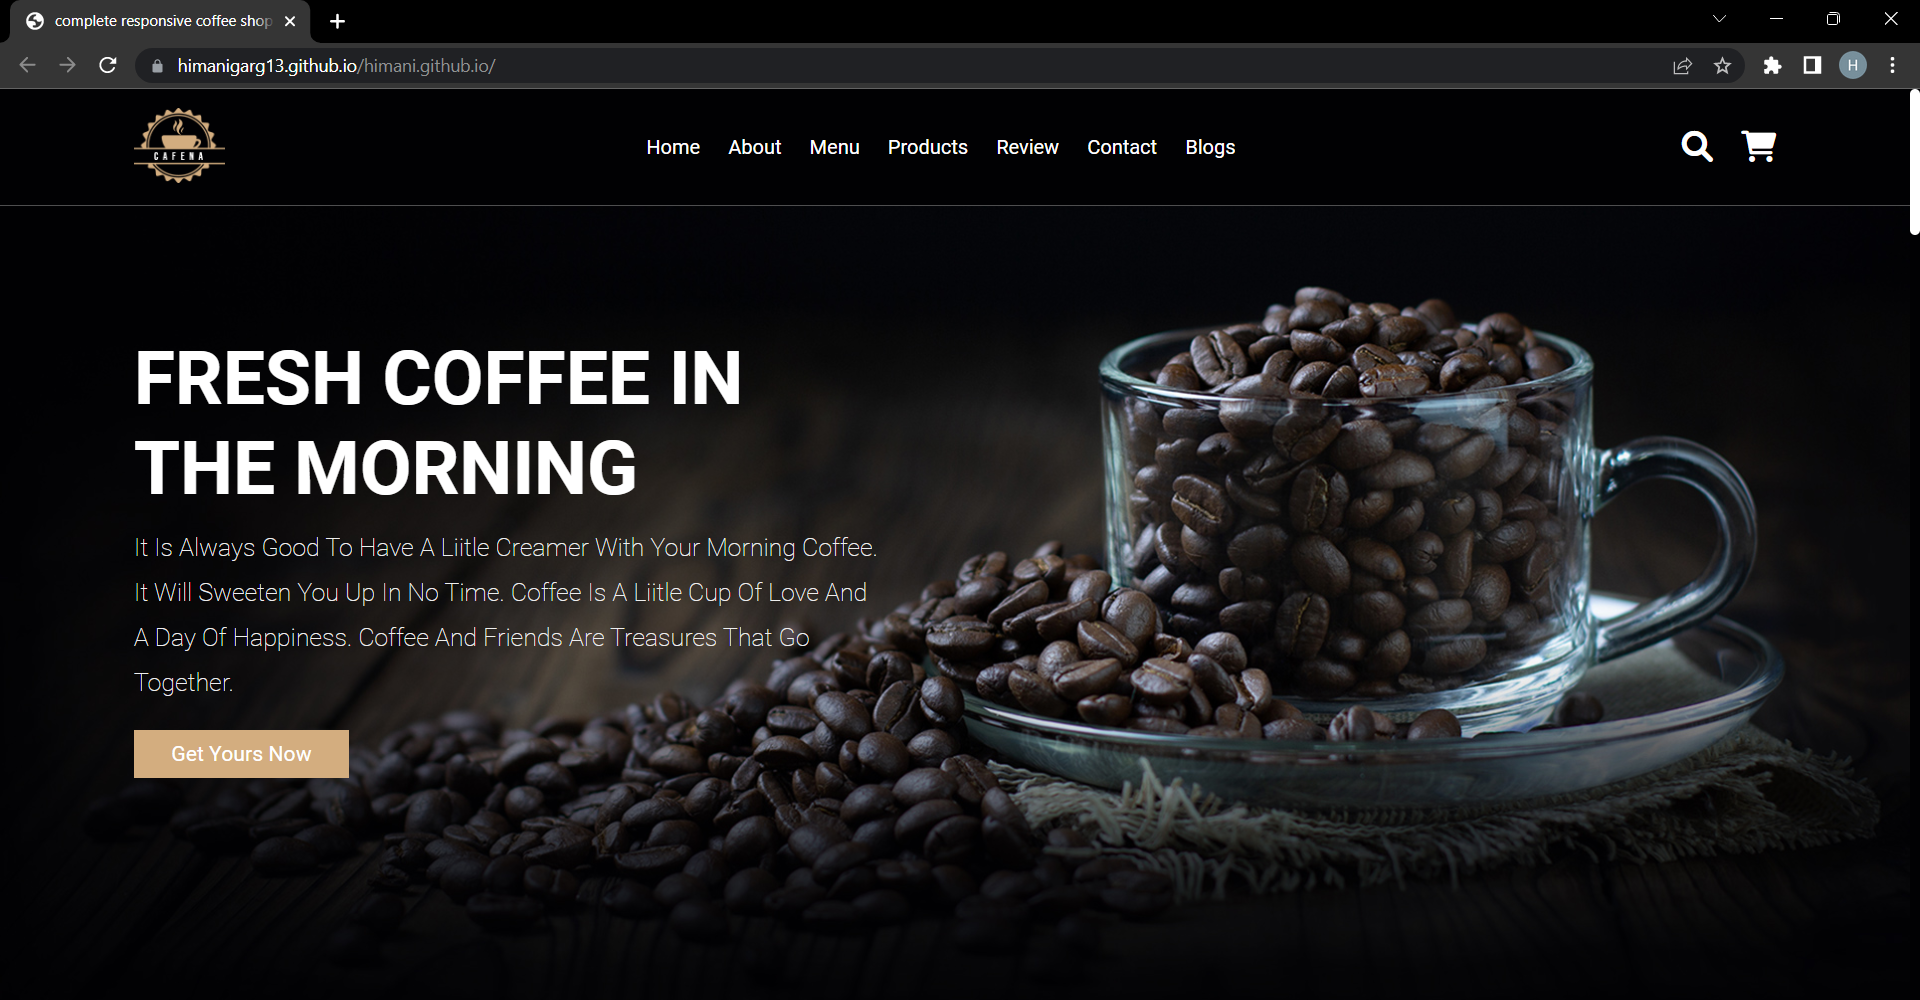 complete responsive coffee shop
himanigarg13.github.io/himani.github.io/
H
CAFENA
Home About Menu Products Review Contact Blogs
FRESH COFFEE IN
THE MORNING
It Is Always Good To Have A Liitle Creamer With Your Morning Coffee.
It Will Sweeten You Up In No Time. Coffee Is A Liitle Cup Of Love And
A Day Of Happiness. Coffee And Friends Are Treasures That Go
Together.
Get Yours Now